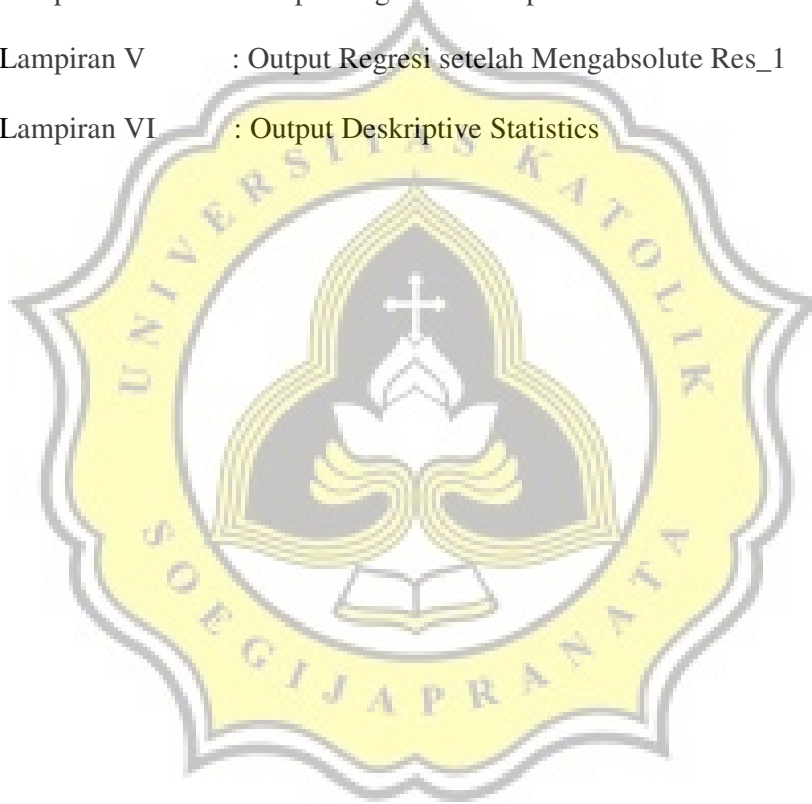 Lampiran V : Output Regresi setelah Mengabsolute Res_1
Lampiran VI : Output Deskriptive Statistics
UNIVERSITAS KATOLIK
SOEGIJAPRANATA